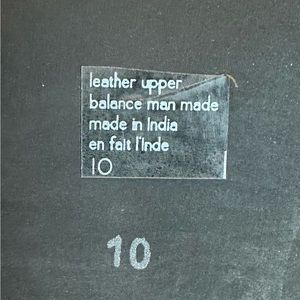 leather upper
balance man made
made in India
en fait l'Inde
10
10